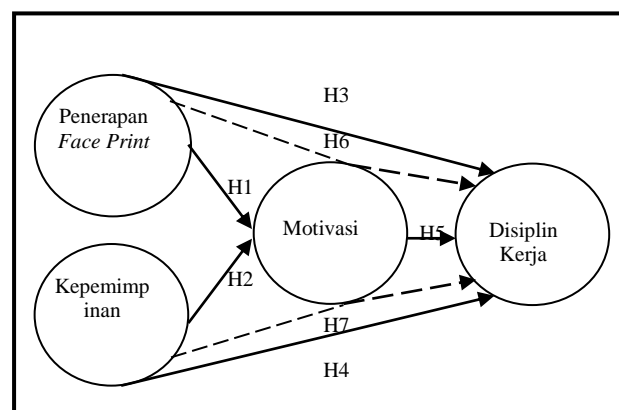 H3
Penerapan
Face Print
H6
H1
Motivasi
H5
Disiplin
Kerja
H2
Kepemimp
inan
H7
H4